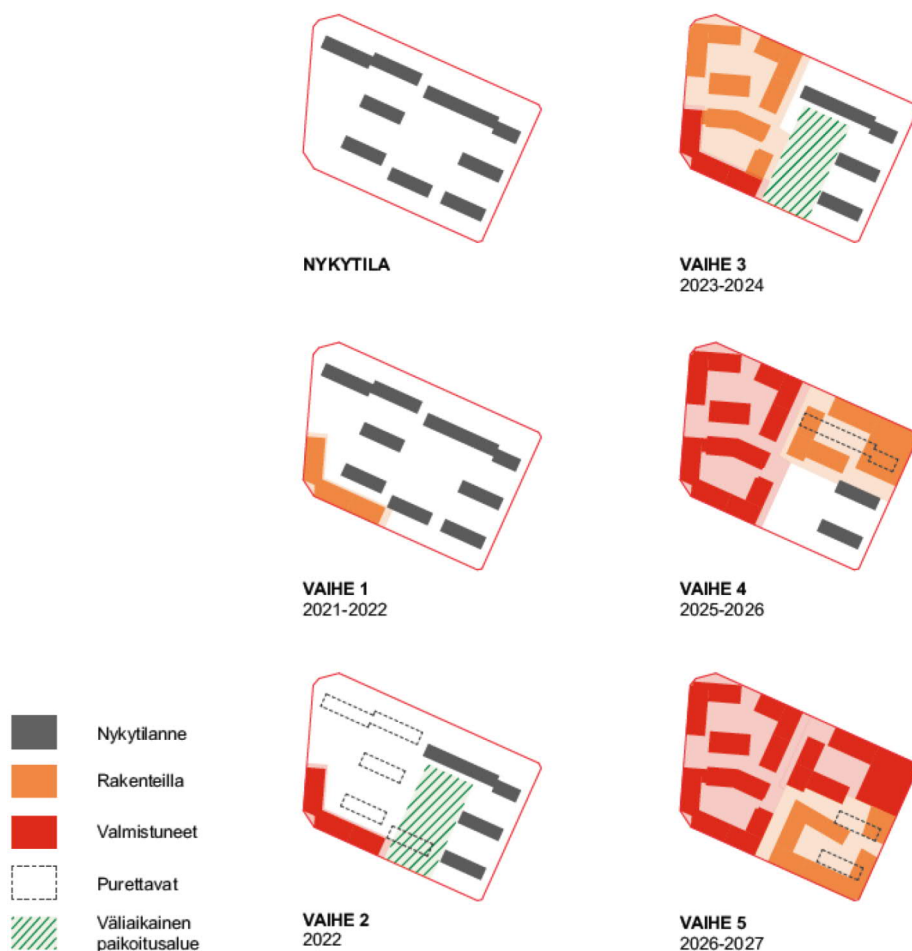 NYKYTILA
VAIHE 3
2023-2024
VAIHE 1
2021-2022
VAIHE 4
2025-2026
Nykytilanne
Rakenteilla
Valmistuneet
Purettavat
Väliaikainen
paikoitusalue
VAIHE 2
2022
VAIHE 5
2026-2027